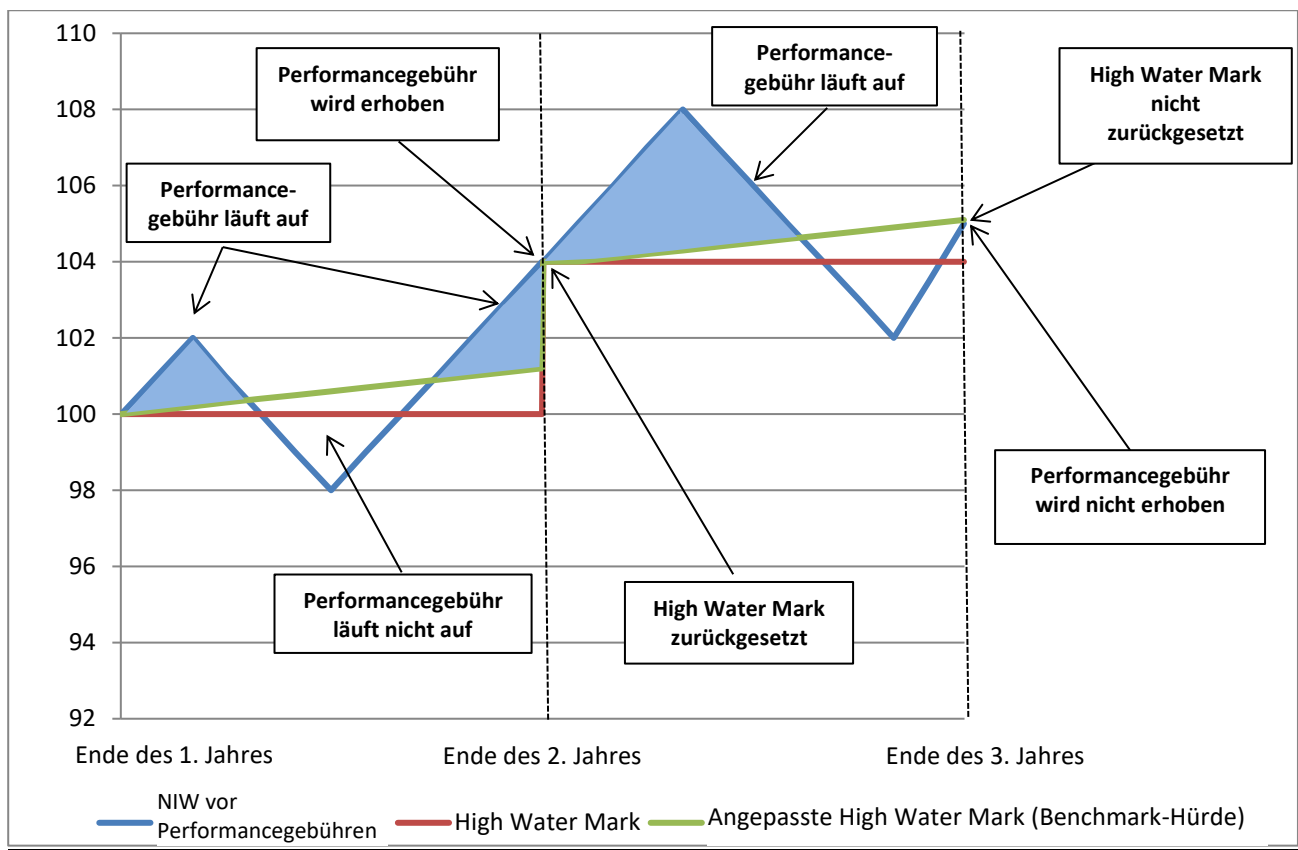 110
108
106
104
102
100
98
96
94
92
Performancegebühr
wird erhoben
Performance-
gebühr läuft auf
High Water Mark
nicht
zurückgesetzt
Performance-
gebühr läuft auf
Performancegebühr
wird nicht erhoben
Performancegebühr
läuft nicht auf
High Water Mark
zurückgesetzt
Ende des 1. Jahres
Ende des 2. Jahres
Ende des 3. Jahres
NIW vor
Performancegebühren
High Water Mark
Angepasste High Water Mark (Benchmark-Hürde)